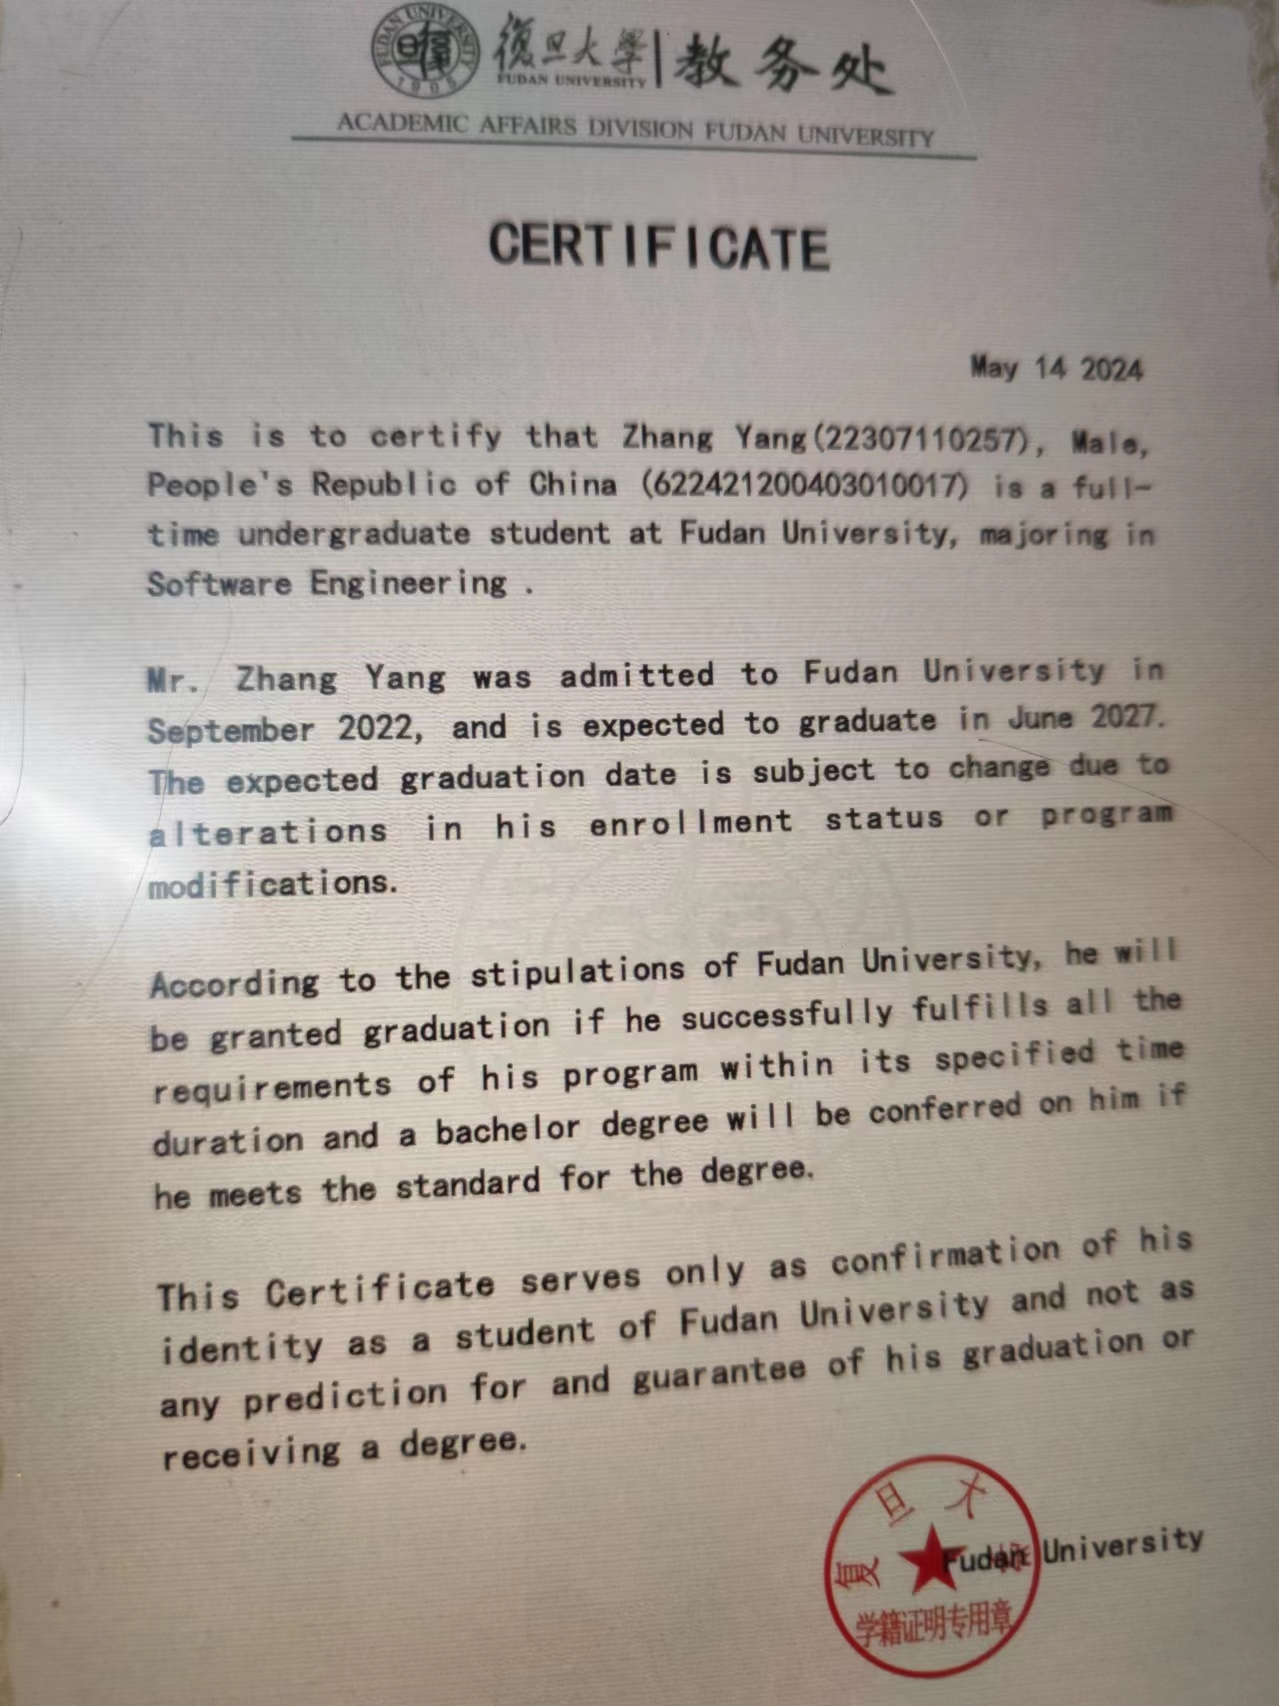 FUDAN UNIVERSITY
1905
復旦大學
FUDAN UNIVERSITY
教务处
ACADEMIC AFFAIRS DIVISION FUDAN UNIVERSITY
CERTIFICATE
May 14 2024
This is to certify that Zhang Yang(22307110257), Male,
People's Republic of China (622421200403010017) is a full-
time undergraduate student at Fudan University, majoring in
Software Engineering .
Mr. Zhang Yang was admitted to Fudan University in
September 2022, and is expected to graduate in June 2027.
The expected graduation date is subject to change due to
alterations in his enrollment status or program
modifications.
According to the stipulations of Fudan University, he will
be granted graduation if he successfully fulfills all the
requirements of his program within its specified time
duration and a bachelor degree will be conferred on him if
he meets the standard for the degree.
This Certificate serves only as confirmation of his
identity as a student of Fudan University and not as
any prediction for and guarantee of his graduation or
receiving a degree.
Fudan University
复旦大学
学籍证明专用章